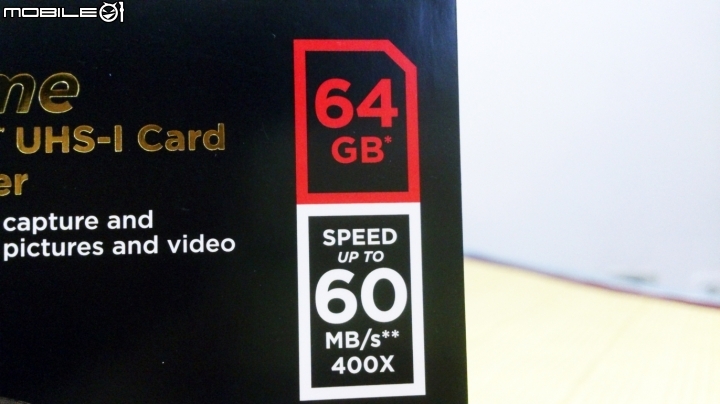 MOBILE01
me
UHS-I Card
er
capture and
pictures and video
64
GB*
SPEED
UP TO
60
MB/s**
400X